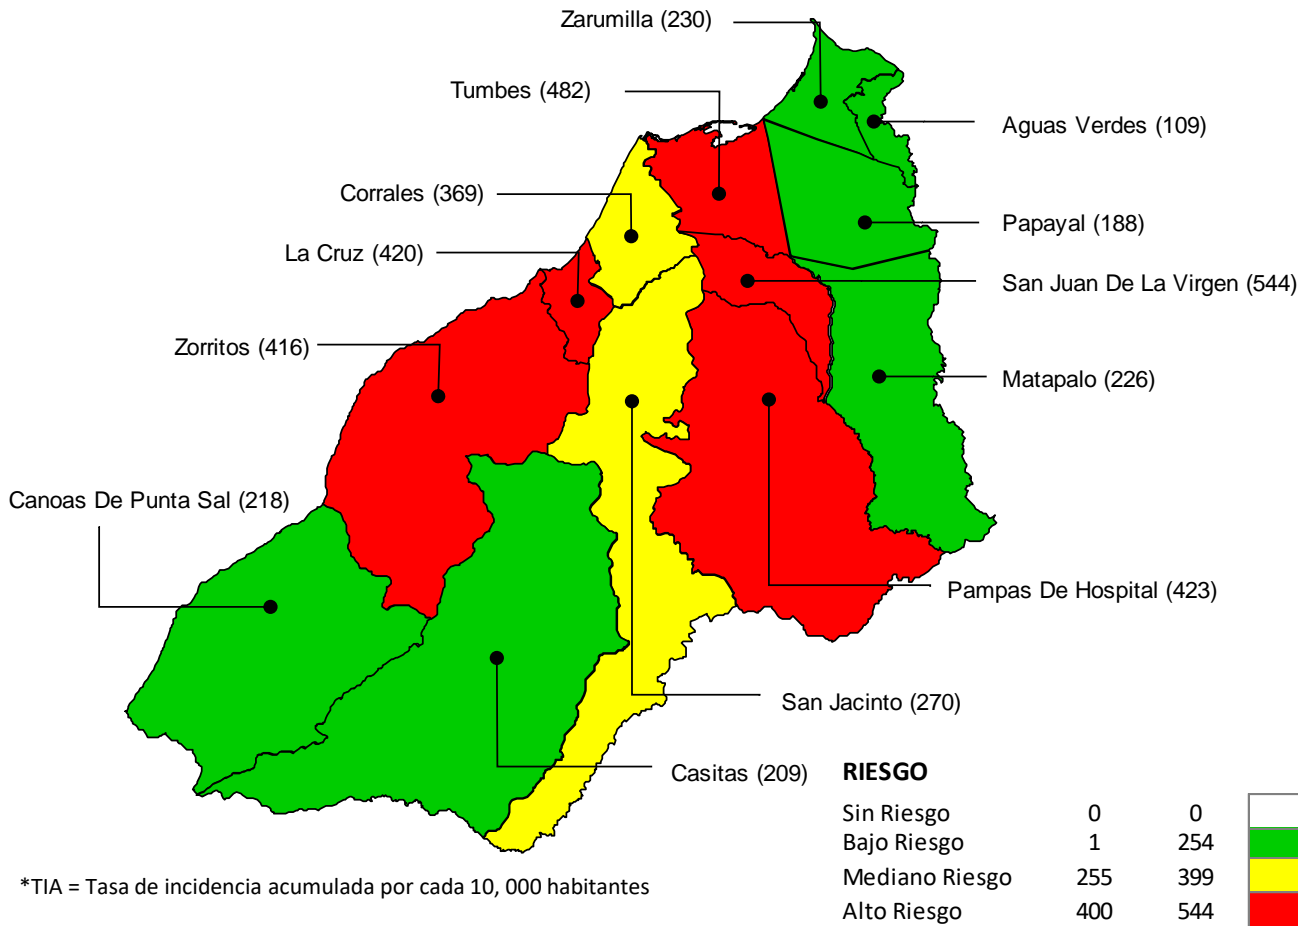 Zarumilla (230)
Tumbes (482)
Aguas Verdes (109)
Corrales (369)
Papayal (188)
La Cruz (420)
San Juan De La Virgen (544)
Zorritos (416)
Matapalo (226)
Canoas De Punta Sal (218)
Pampas De Hospital (423)
San Jacinto (270)
Casitas (209)
RIESGO
Sin Riesgo 0 0
Bajo Riesgo 1 254
Mediano Riesgo 255 399
Alto Riesgo 400 544
*TIA = Tasa de incidencia acumulada por cada 10, 000 habitantes